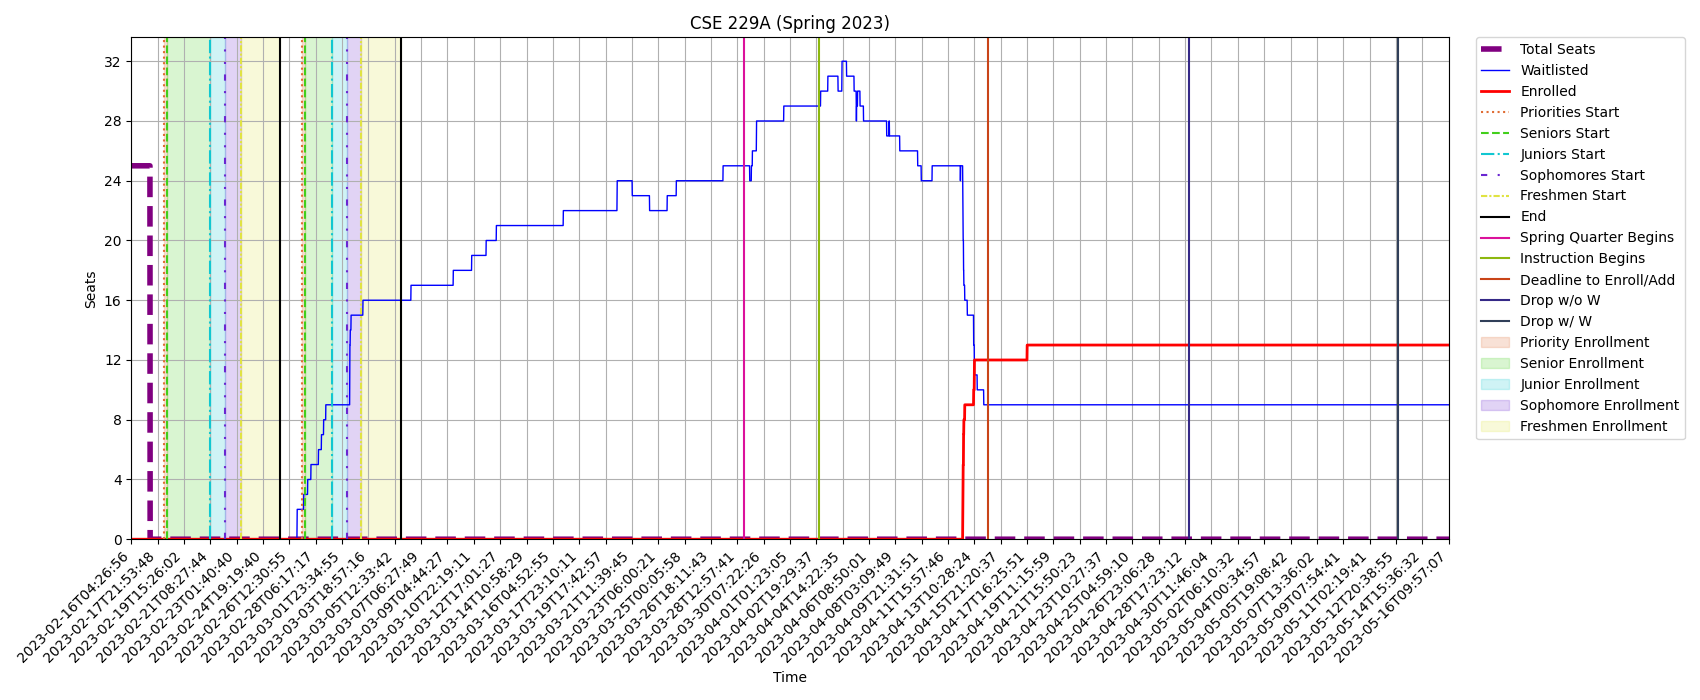 CSE 229A (Spring 2023)
Seats
32
28
24
20
16
12
8
4
0
2023-02-16T04:26:56
2023-02-17T21:53:48
2023-02-19T15:26:02
2023-02-21T08:27:44
2023-02-23T01:40:40
2023-02-24T19:19:40
2023-02-26T12:30:55
2023-02-28T06:17:17
2023-03-01T23:34:55
2023-03-03T18:57:16
2023-03-05T12:33:42
2023-03-07T06:27:49
2023-03-09T04:44:27
2023-03-10T22:19:11
2023-03-12T17:01:27
2023-03-14T10:58:29
2023-03-16T04:52:55
2023-03-17T23:10:11
2023-03-19T17:42:57
2023-03-21T11:39:45
2023-03-23T06:00:21
2023-03-25T00:05:58
2023-03-26T18:11:43
2023-03-28T12:57:41
2023-03-30T07:22:26
2023-04-01T01:23:05
2023-04-02T19:29:37
2023-04-04T14:22:35
2023-04-06T08:50:01
2023-04-08T03:09:49
2023-04-09T21:31:51
2023-04-11T15:57:46
2023-04-13T10:28:24
2023-04-15T21:20:37
2023-04-17T16:25:51
2023-04-19T11:15:59
2023-04-21T15:50:23
2023-04-23T10:27:37
2023-04-25T04:59:10
2023-04-26T23:06:28
2023-04-28T17:23:12
2023-04-30T11:46:04
2023-05-02T06:10:32
2023-05-04T00:34:57
2023-05-05T19:08:42
2023-05-07T13:36:02
2023-05-09T07:54:41
2023-05-11T02:19:41
2023-05-12T20:38:55
2023-05-14T15:36:32
2023-05-16T09:57:07
Time
Total Seats
Waitlisted
Enrolled
Priorities Start
Seniors Start
Juniors Start
Sophomores Start
Freshmen Start
End
Spring Quarter Begins
Instruction Begins
Deadline to Enroll/Add
Drop w/o W
Drop w/ W
Priority Enrollment
Senior Enrollment
Junior Enrollment
Sophomore Enrollment
Freshmen Enrollment